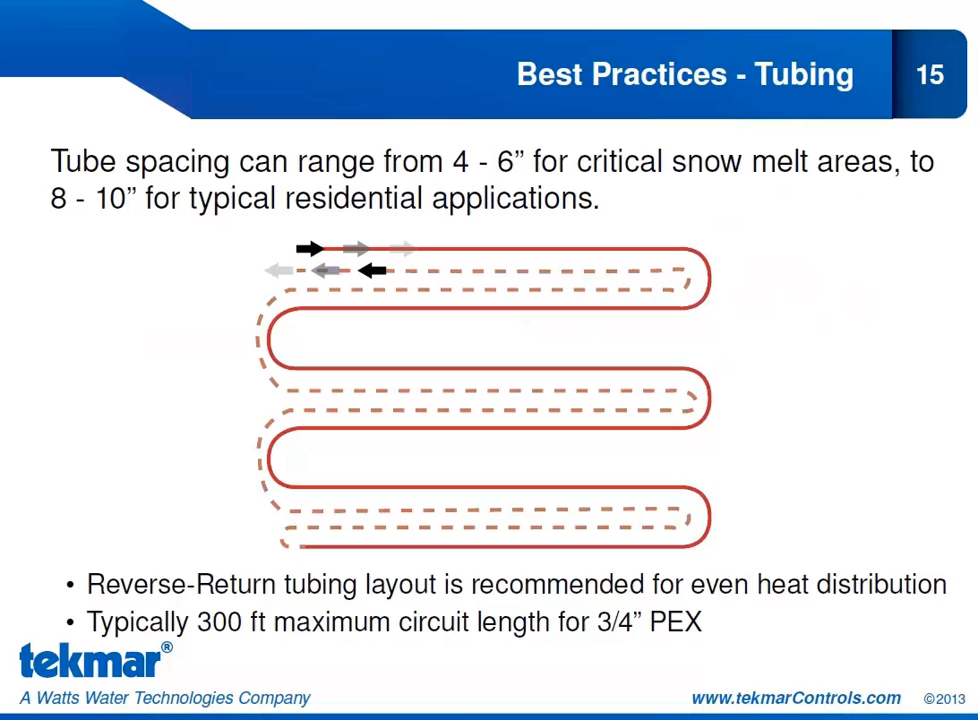 Best Practices - Tubing
15
Tube spacing can range from 4 - 6” for critical snow melt areas, to
8 - 10” for typical residential applications.
• Reverse-Return tubing layout is recommended for even heat distribution
• Typically 300 ft maximum circuit length for 3/4” PEX
tekmar®
A Watts Water Technologies Company
www.tekmarControls.com ©2013